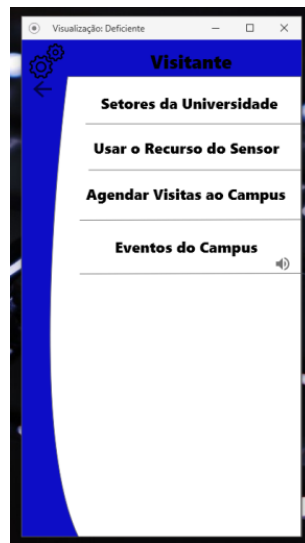 Visualização: Deficiente
Visitante
Setores da Universidade
Usar o Recurso do Sensor
Agendar Visitas ao Campus
Eventos do Campus